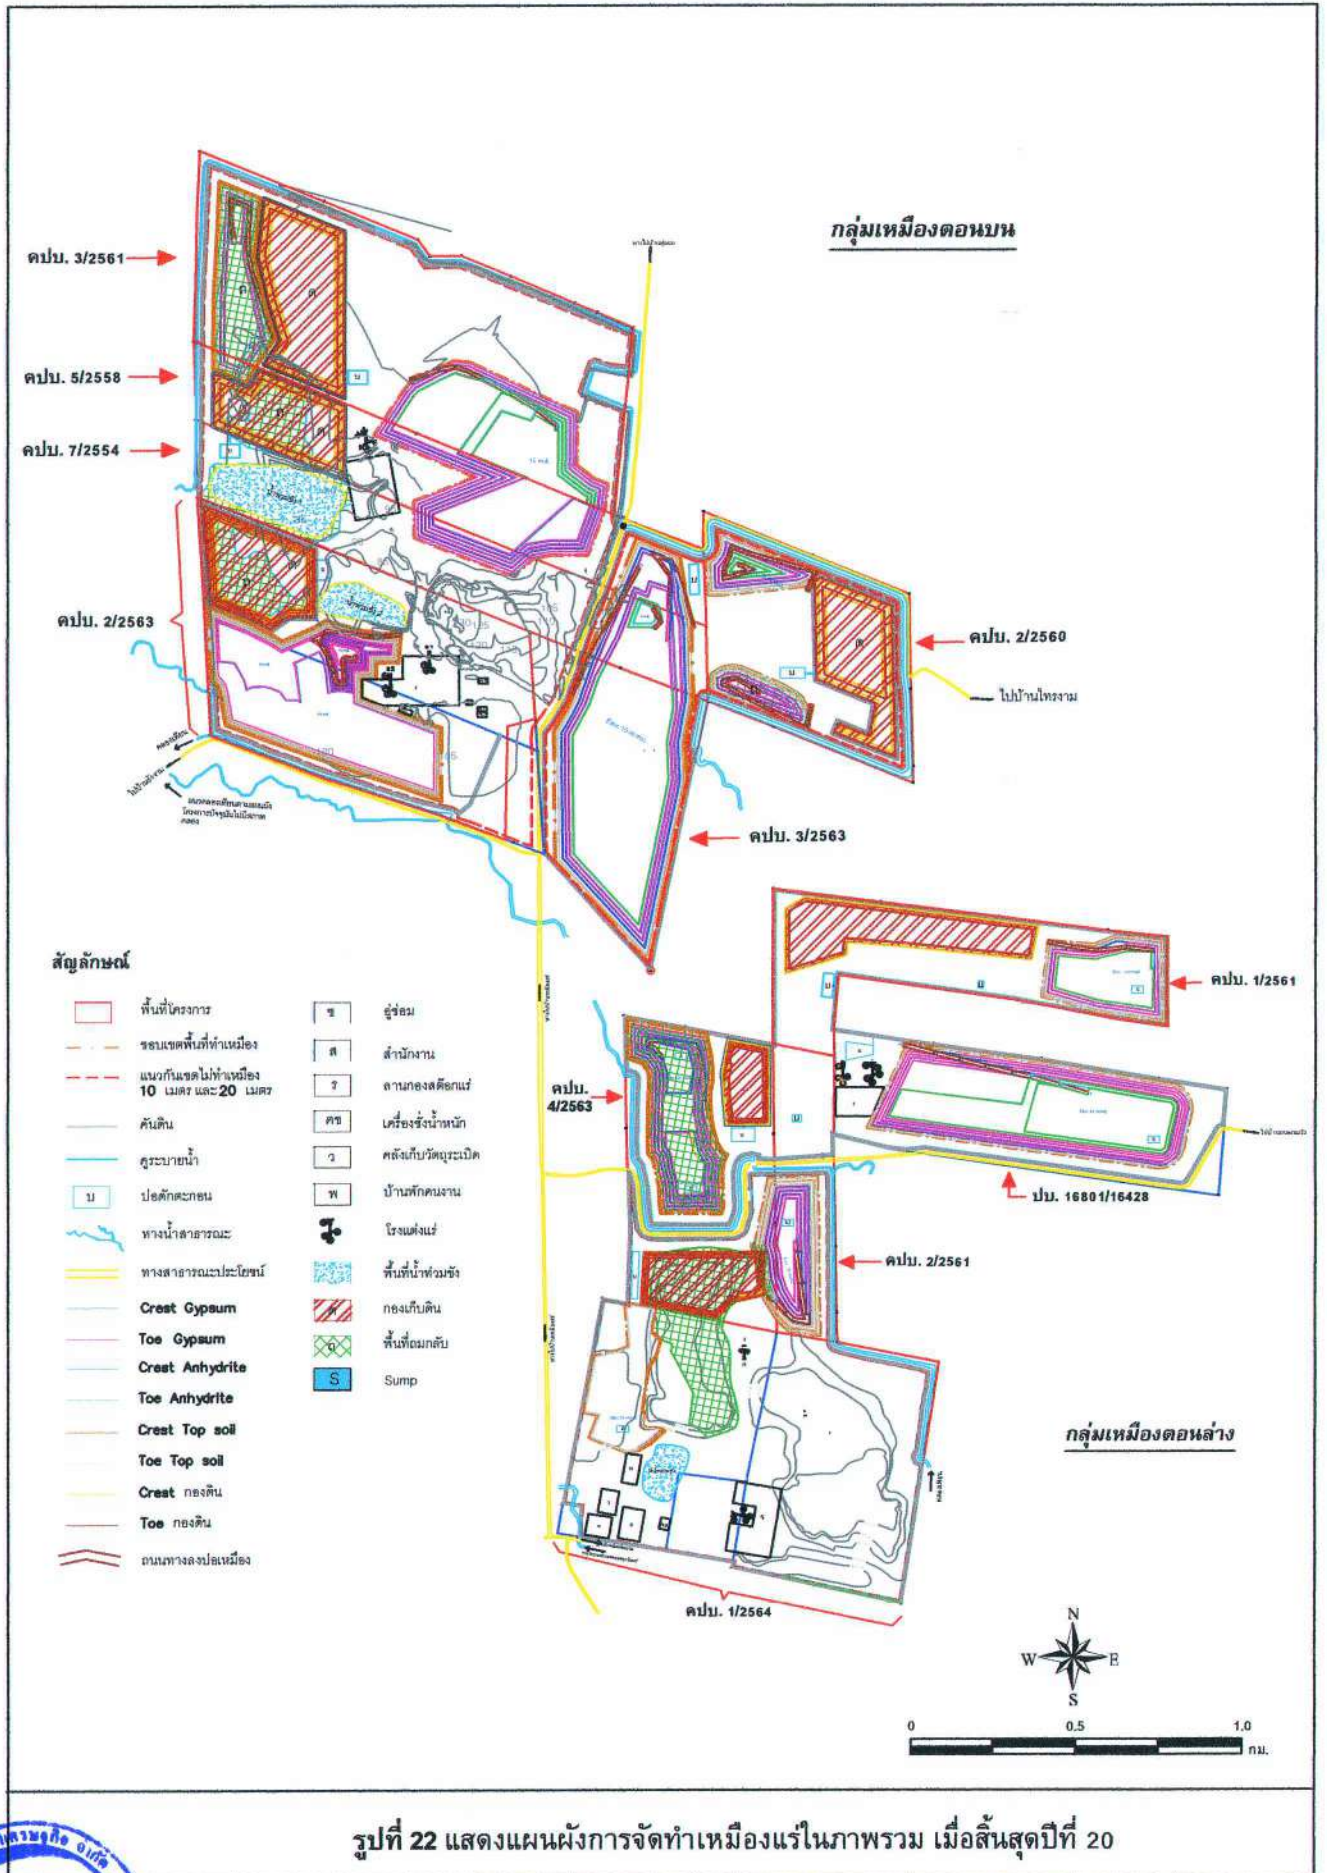 กลุ่มเหมืองตอนบน
คปบ. 3/2561
คปบ. 5/2558
คปบ. 7/2554
คปบ. 2/2563
คปบ. 2/2560
ไปบ้านไทรงาม
คปบ. 3/2563
คปบ. 1/2561
คปบ.
4/2563
ปบ. 16801/16428
คปบ. 2/2561
กลุ่มเหมืองตอนล่าง
คปบ. 1/2564
สัญลักษณ์
พื้นที่โครงการ
ขอบเขตพื้นที่ทำเหมือง
แนวกันเขตไม่ทำเหมือง
10 เมตร และ 20 เมตร
คันดิน
คูระบายน้ำ
บ บ่อดักตะกอน
ทางน้ำสาธารณะ
ทางสาธารณะประโยชน์
Crest Gypsum
Toe Gypsum
Crest Anhydrite
Toe Anhydrite
Crest Top soil
Toe Top soil
Crest กองดิน
Toe กองดิน
ถนนทางลงบ่อเหมือง
ซ อู่ซ่อม
ส สำนักงาน
ร ลานกองสต๊อกแร่
คช เครื่องชั่งน้ำหนัก
ว คลังเก็บวัตถุระเบิด
พ บ้านพักคนงาน
โรงแต่งแร่
พื้นที่น้ำท่วมขัง
ด กองเก็บดิน
ถ พื้นที่ถมกลับ
S Sump
N
W E
S
0 0.5 1.0
กม.
รูปที่ 22 แสดงแผนผังการจัดทำเหมืองแร่ในภาพรวม เมื่อสิ้นสุดปีที่ 20